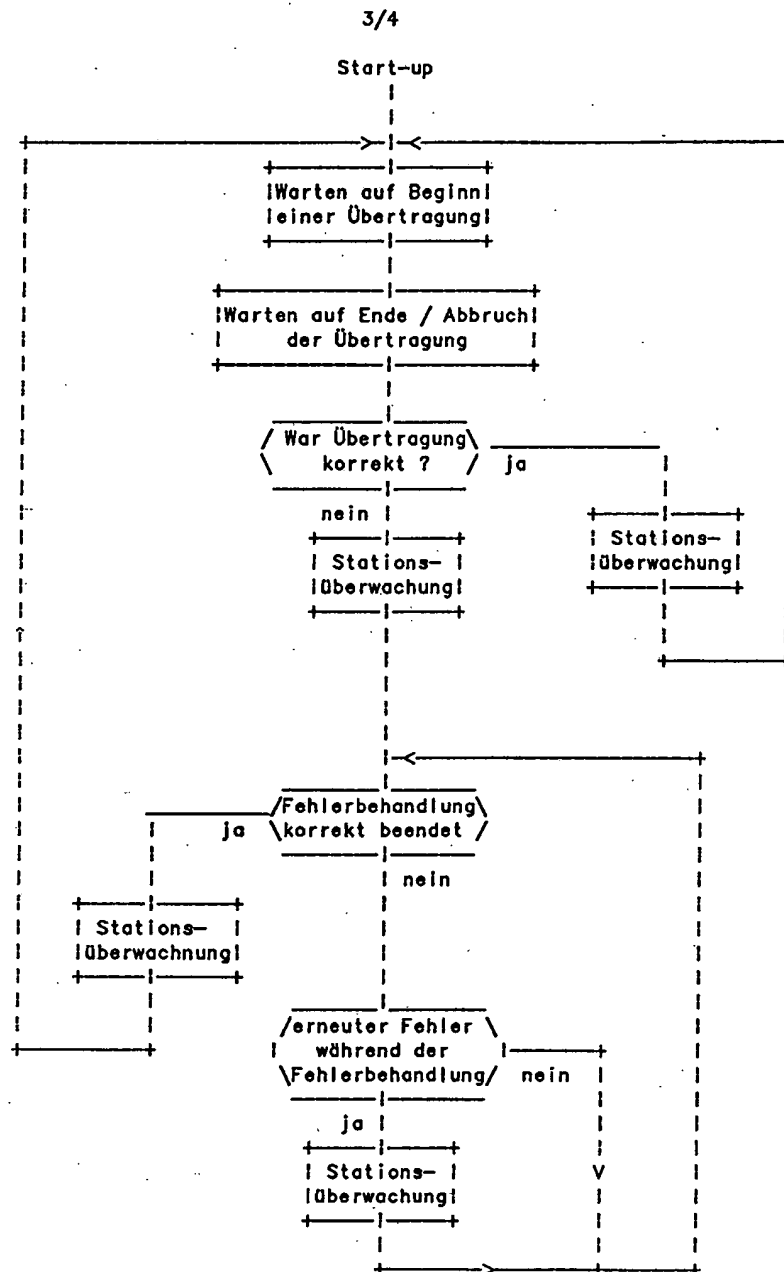 3/4
Start-up
Warten auf Beginn
einer Übertragung
Warten auf Ende / Abbruch
der Übertragung
War Übertragung
korrekt ?
ja
nein
Stations-
überwachung
Stations-
überwachung
Fehlerbehandlung
korrekt beendet
ja
nein
Stations-
überwachnung
erneuter Fehler
während der
Fehlerbehandlung
nein
ja
Stations-
überwachung